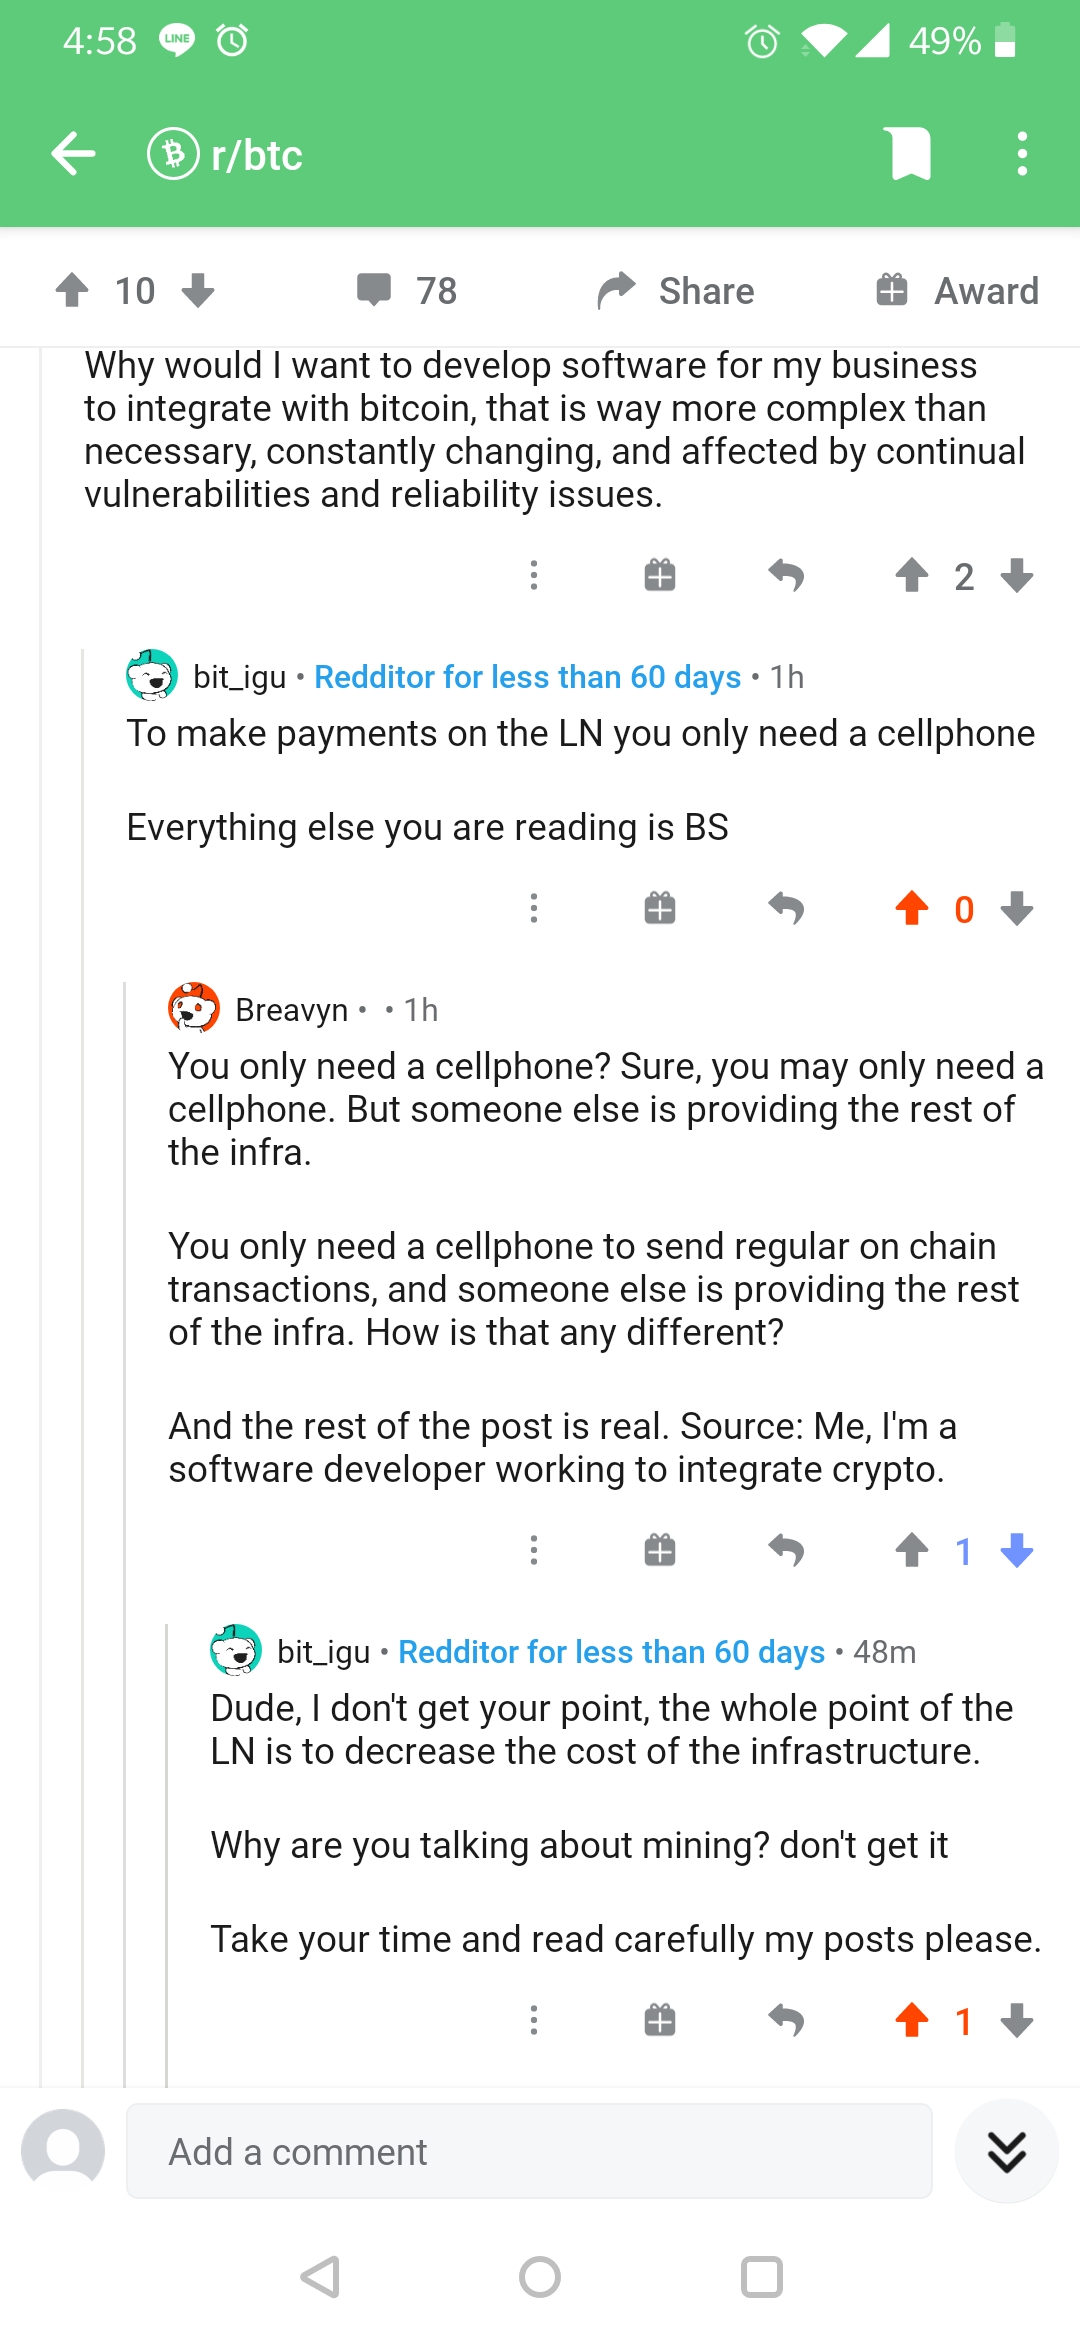 4:58 LINE 49%
r/btc
10 78 Share Award
Why would I want to develop software for my business
to integrate with bitcoin, that is way more complex than
necessary, constantly changing, and affected by continual
vulnerabilities and reliability issues.
2
bit_igu • Redditor for less than 60 days • 1h
To make payments on the LN you only need a cellphone
Everything else you are reading is BS
0
Breavyn • • 1h
You only need a cellphone? Sure, you may only need a
cellphone. But someone else is providing the rest of
the infra.
You only need a cellphone to send regular on chain
transactions, and someone else is providing the rest
of the infra. How is that any different?
And the rest of the post is real. Source: Me, I'm a
software developer working to integrate crypto.
1
bit_igu • Redditor for less than 60 days • 48m
Dude, I don't get your point, the whole point of the
LN is to decrease the cost of the infrastructure.
Why are you talking about mining? don't get it
Take your time and read carefully my posts please.
1
Add a comment